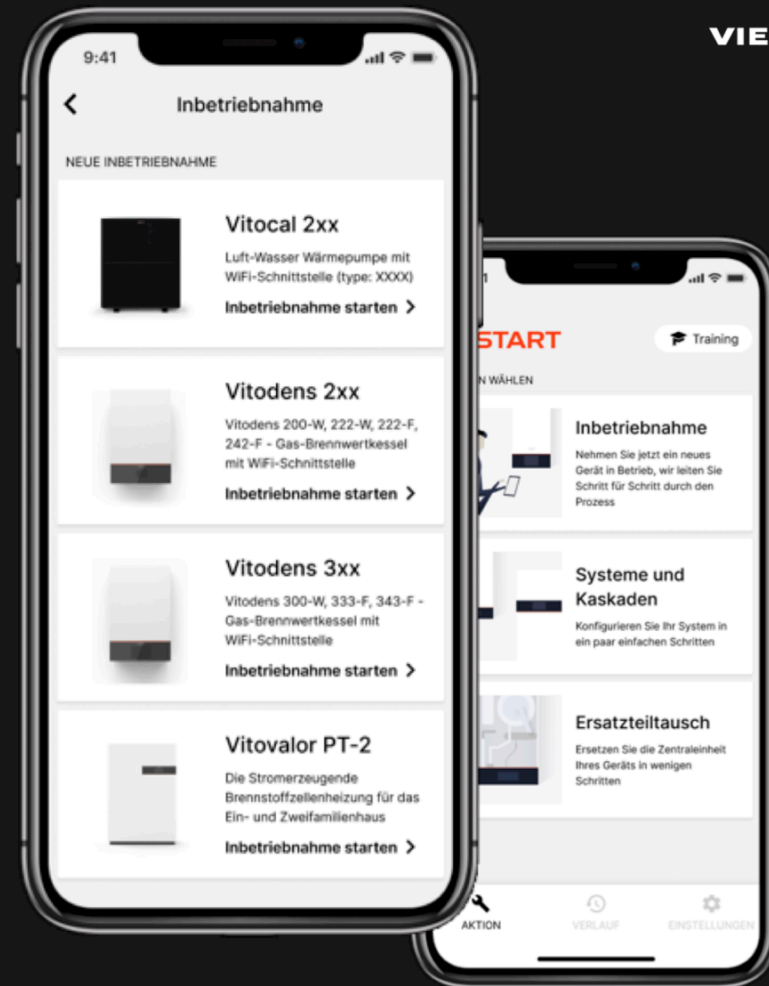 VIE
9:41
Inbetriebnahme
NEUE INBETRIEBNAHME
Vitocal 2xx
Luft-Wasser Wärmepumpe mit
WiFi-Schnittstelle (type: XXXX)
Inbetriebnahme starten
Vitodens 2xx
Vitodens 200-W, 222-W, 222-F,
242-F - Gas-Brennwertkessel
mit WiFi-Schnittstelle
Inbetriebnahme starten
Vitodens 3xx
Vitodens 300-W, 333-F, 343-F -
Gas-Brennwertkessel mit
WiFi-Schnittstelle
Inbetriebnahme starten
Vitovalor PT-2
Die Stromerzeugende
Brennstoffzellenheizung für das
Ein- und Zweifamilienhaus
Inbetriebnahme starten
1
START
Training
N WÄHLEN
Inbetriebnahme
Nehmen Sie jetzt ein neues
Gerät in Betrieb, wir leiten Sie
Schritt für Schritt durch den
Prozess
Systeme und
Kaskaden
Konfigurieren Sie Ihr System in
ein paar einfachen Schritten
Ersatzteiltausch
Ersetzen Sie die Zentraleinheit
Ihres Geräts in wenigen
Schritten
AKTION
VERLAUF
EINSTELLUNGEN